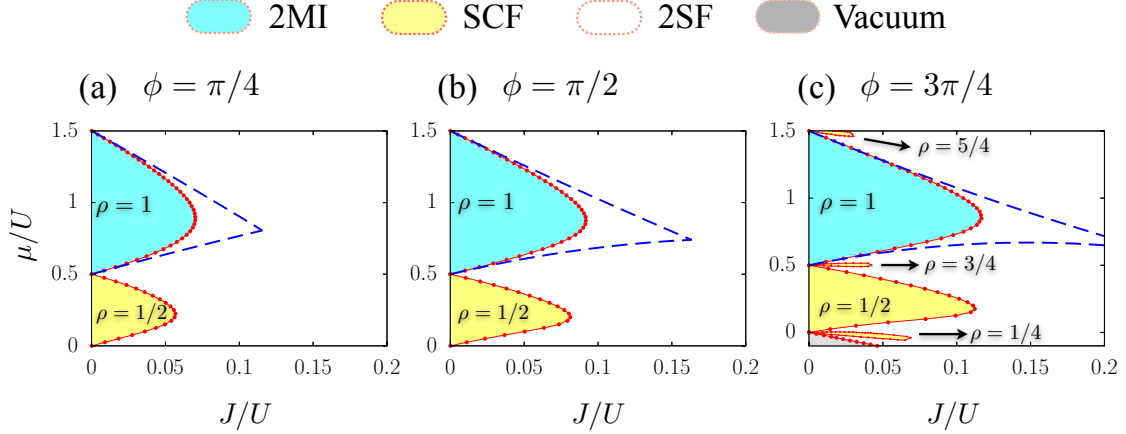 2MI SCF 2SF Vacuum
(a) ϕ = π/4 (b) ϕ = π/2 (c) ϕ = 3π/4
μ/U
1.5
1
0.5
0
ρ = 1
ρ = 1/2
0 0.05 0.1 0.15 0.2
J/U
1.5
1
0.5
0
ρ = 1
ρ = 1/2
0 0.05 0.1 0.15 0.2
J/U
1.5
1
0.5
0
ρ = 5/4
ρ = 1
ρ = 3/4
ρ = 1/2
ρ = 1/4
0 0.05 0.1 0.15 0.2
J/U